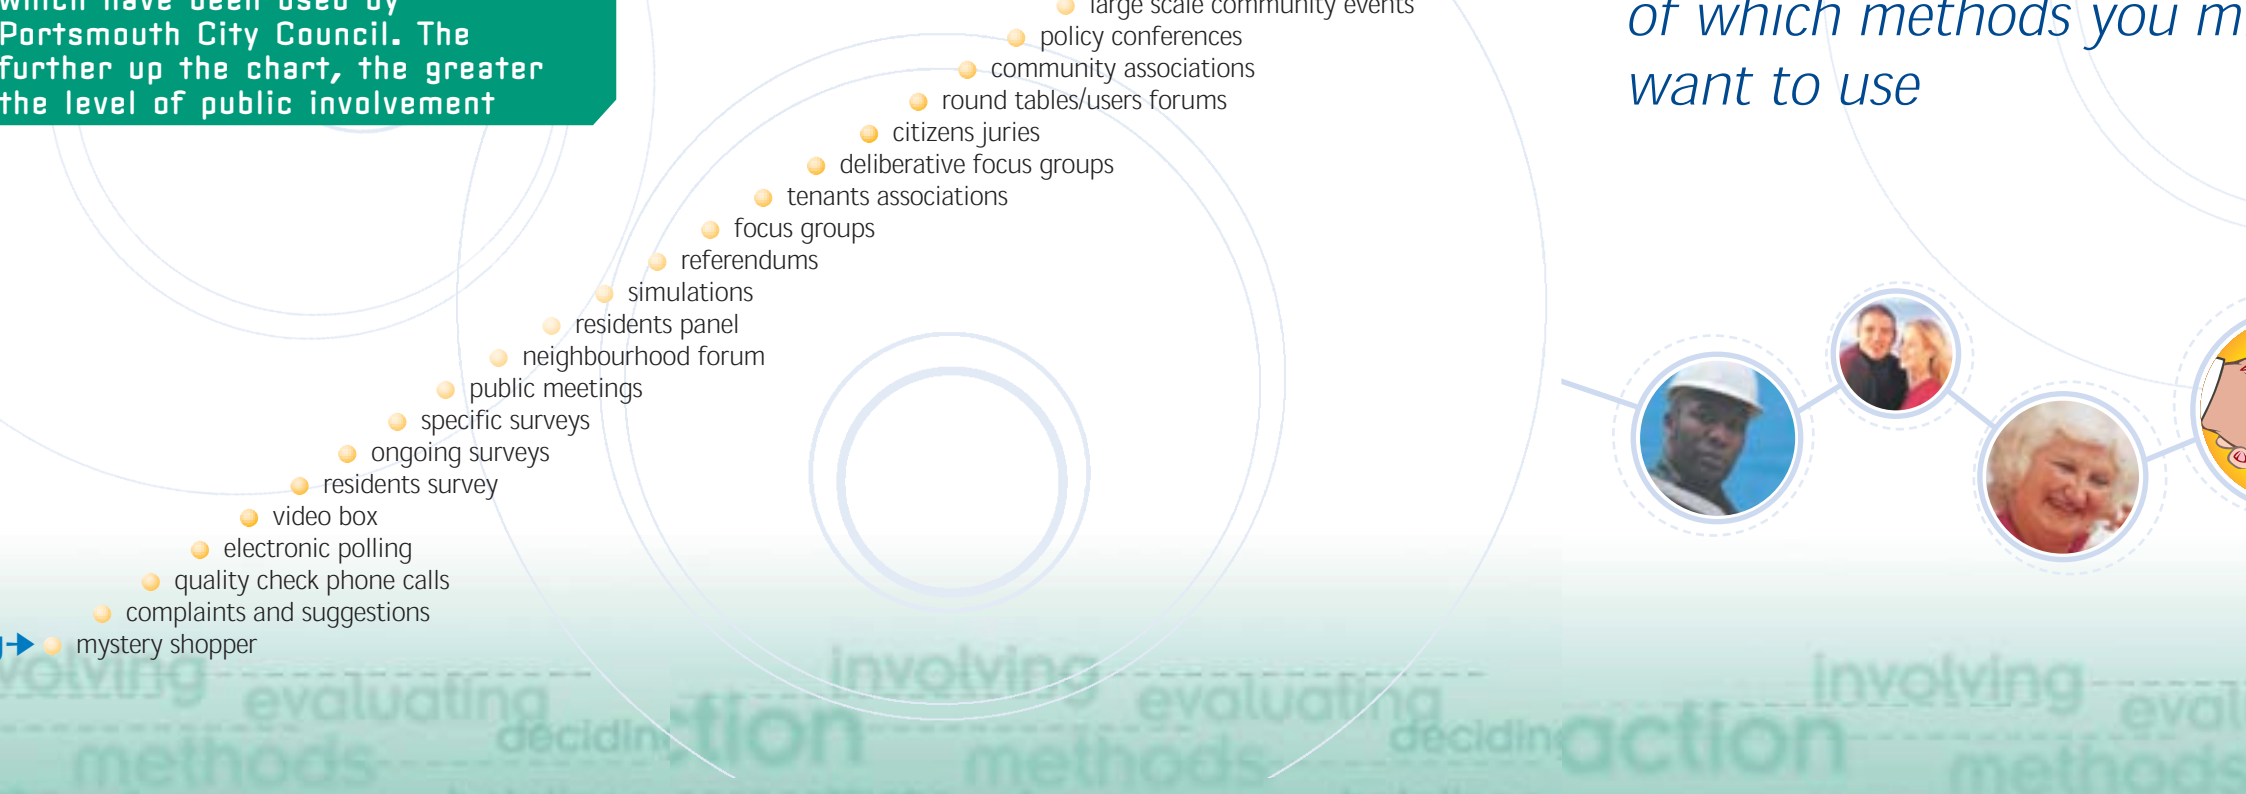 which have been used by
Portsmouth City Council. The
further up the chart, the greater
the level of public involvement
large scale community events
policy conferences
community associations
round tables/users forums
citizens juries
deliberative focus groups
tenants associations
focus groups
referendums
simulations
residents panel
neighbourhood forum
public meetings
specific surveys
ongoing surveys
residents survey
video box
electronic polling
quality check phone calls
complaints and suggestions
mystery shopper
of which methods you m
want to use
volving
evaluating
deciding
methods
involving
evaluating
ction
deciding
methods
involving
eval
action
methods